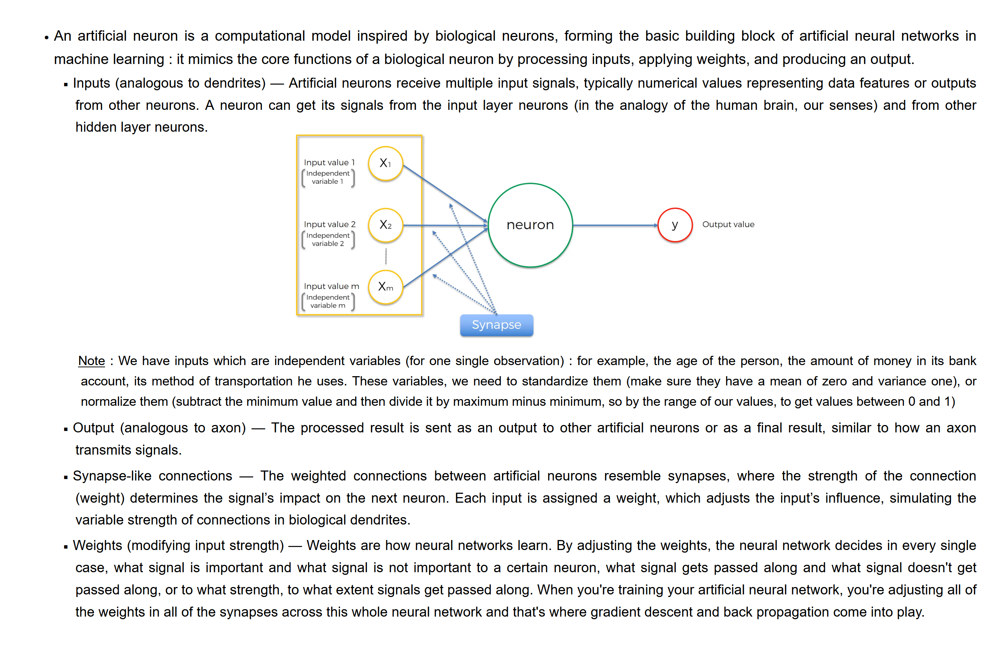 • An artificial neuron is a computational model inspired by biological neurons, forming the basic building block of artificial neural networks in
machine learning : it mimics the core functions of a biological neuron by processing inputs, applying weights, and producing an output.
▪ Inputs (analogous to dendrites) — Artificial neurons receive multiple input signals, typically numerical values representing data features or outputs
from other neurons. A neuron can get its signals from the input layer neurons (in the analogy of the human brain, our senses) and from other
hidden layer neurons.
Input value 1
Independent
variable 1
X1
Input value 2
Independent
variable 2
X2
Input value m
Independent
variable m
Xm
neuron
y
Output value
Synapse
Note : We have inputs which are independent variables (for one single observation) : for example, the age of the person, the amount of money in its bank
account, its method of transportation he uses. These variables, we need to standardize them (make sure they have a mean of zero and variance one), or
normalize them (subtract the minimum value and then divide it by maximum minus minimum, so by the range of our values, to get values between 0 and 1)
▪ Output (analogous to axon) — The processed result is sent as an output to other artificial neurons or as a final result, similar to how an axon
transmits signals.
▪ Synapse-like connections — The weighted connections between artificial neurons resemble synapses, where the strength of the connection
(weight) determines the signal’s impact on the next neuron. Each input is assigned a weight, which adjusts the input’s influence, simulating the
variable strength of connections in biological dendrites.
▪ Weights (modifying input strength) — Weights are how neural networks learn. By adjusting the weights, the neural network decides in every single
case, what signal is important and what signal is not important to a certain neuron, what signal gets passed along and what signal doesn't get
passed along, or to what strength, to what extent signals get passed along. When you're training your artificial neural network, you're adjusting all of
the weights in all of the synapses across this whole neural network and that's where gradient descent and back propagation come into play.